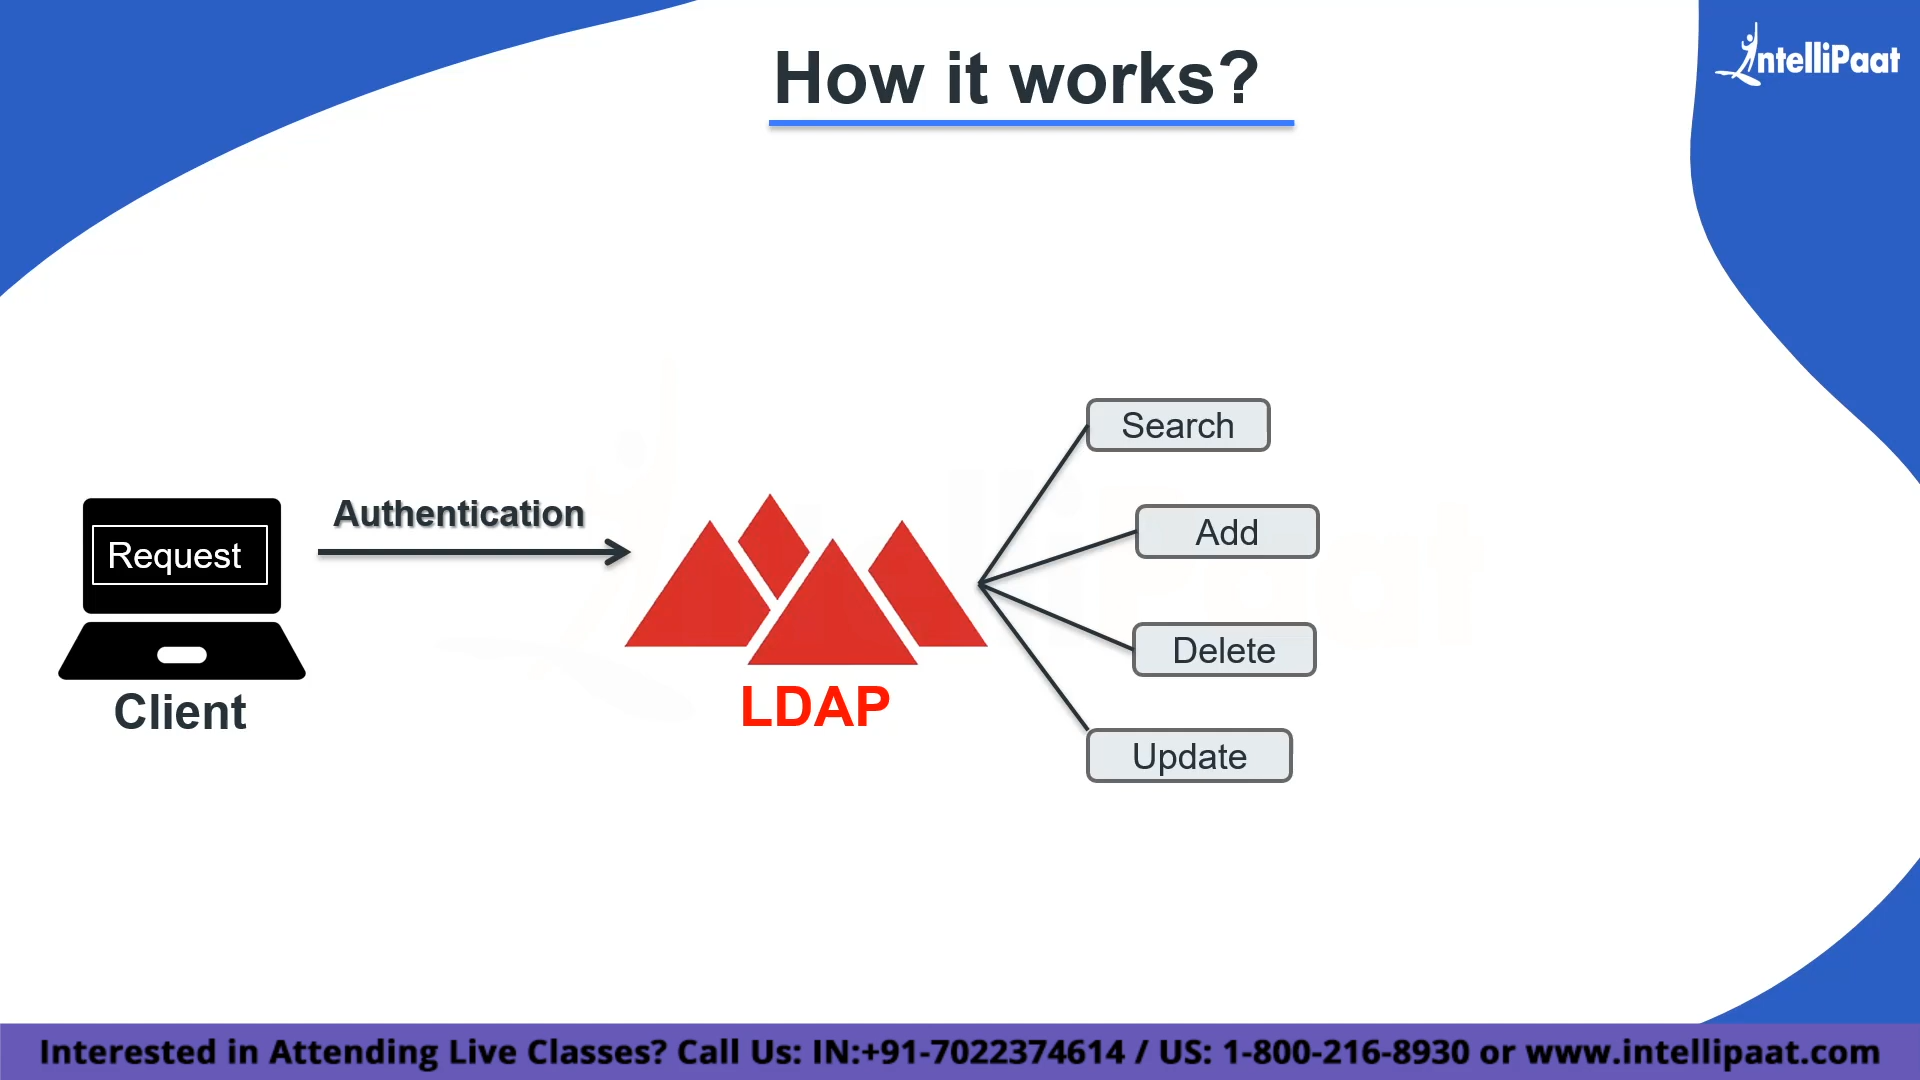 How it works?
IntelliPaat
Search
Authentication
Add
Request
Delete
Client
LDAP
Update
Interested in Attending Live Classes? Call Us: IN:+91-7022374614 / US: 1-800-216-8930 or www.intellipaat.com